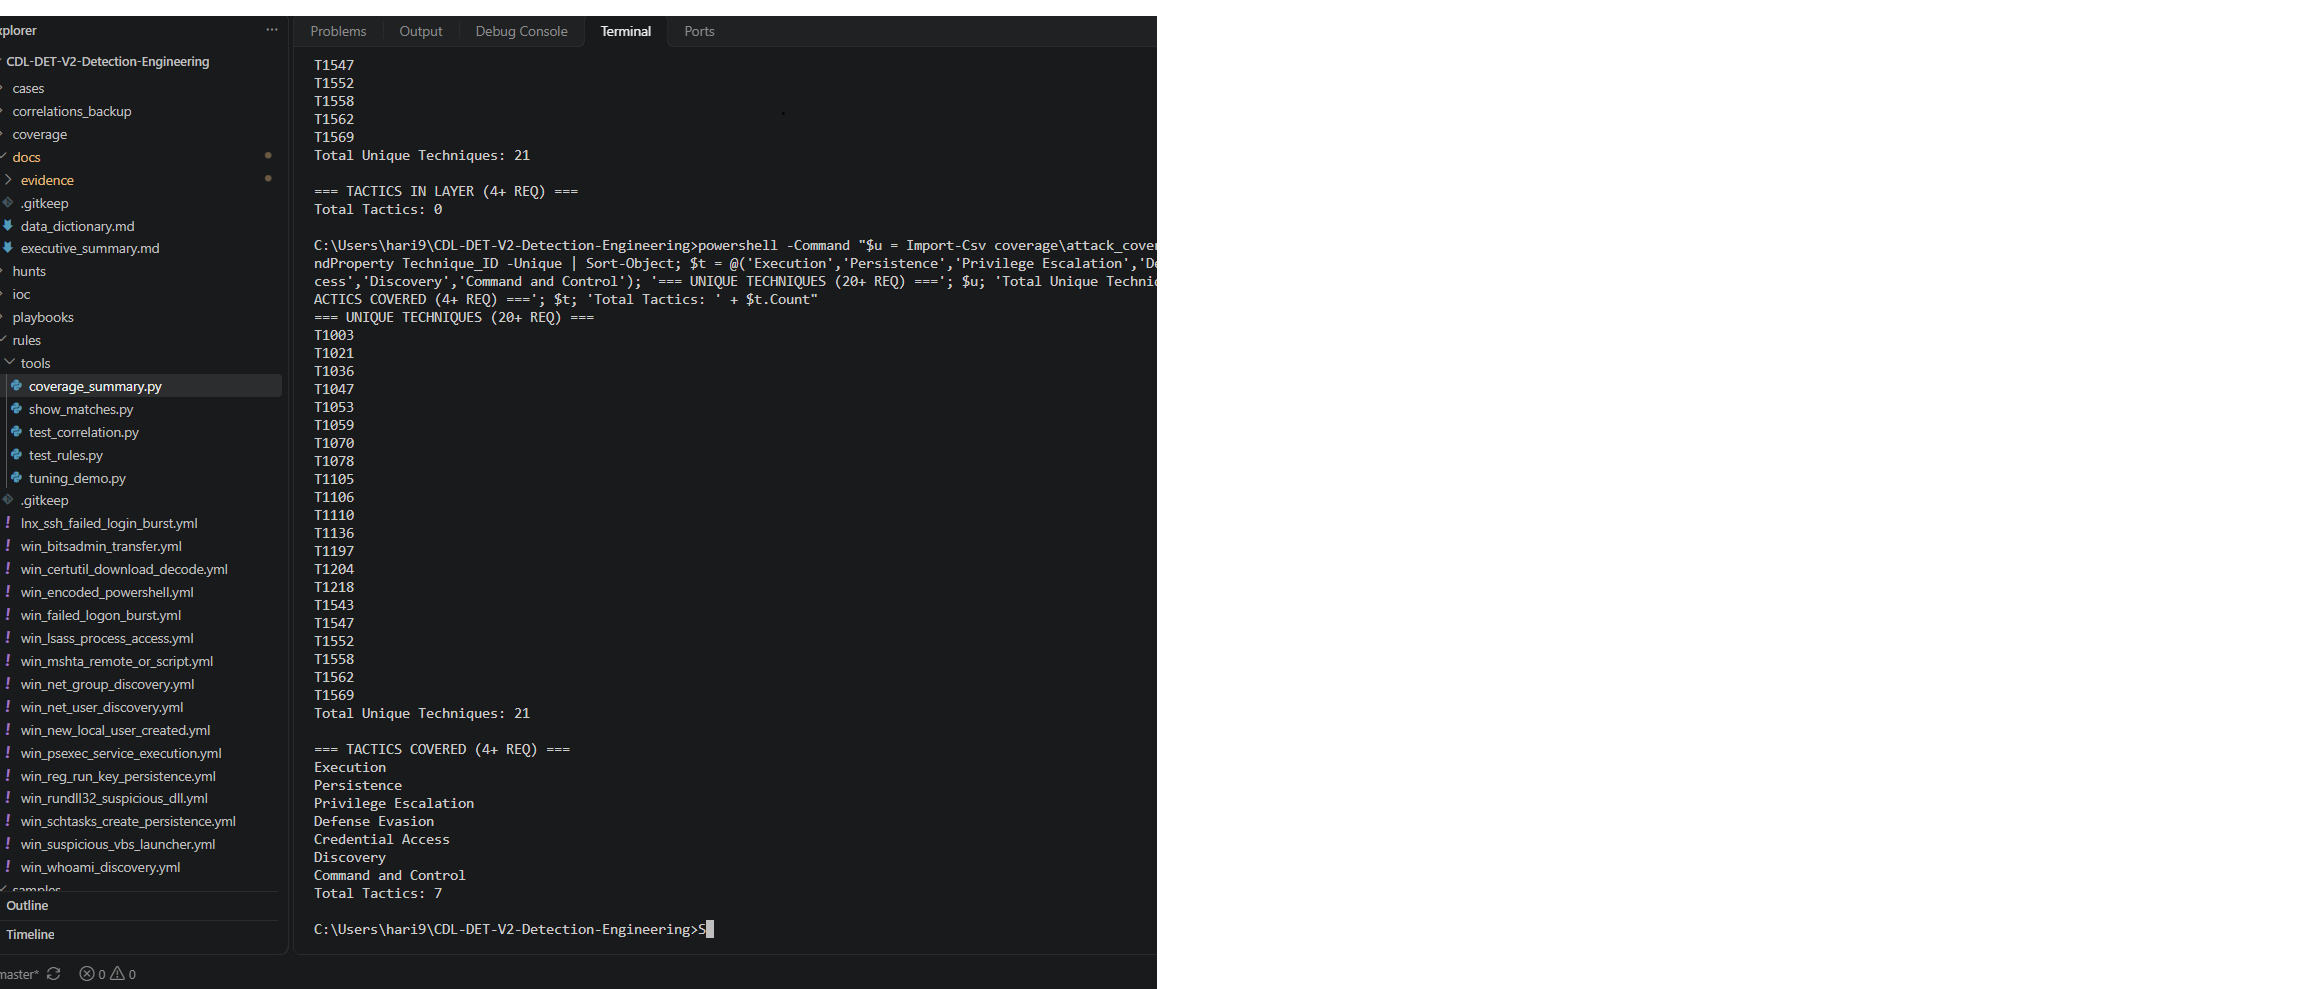 xplorer
CDL-DET-V2-Detection-Engineering
cases
correlations_backup
coverage
docs
evidence
.gitkeep
data_dictionary.md
executive_summary.md
hunts
ioc
playbooks
rules
tools
coverage_summary.py
show_matches.py
test_correlation.py
test_rules.py
tuning_demo.py
.gitkeep
lnx_ssh_failed_login_burst.yml
win_bitsadmin_transfer.yml
win_certutil_download_decode.yml
win_encoded_powershell.yml
win_failed_logon_burst.yml
win_lsass_process_access.yml
win_mshta_remote_or_script.yml
win_net_group_discovery.yml
win_net_user_discovery.yml
win_new_local_user_created.yml
win_psexec_service_execution.yml
win_reg_run_key_persistence.yml
win_rundll32_suspicious_dll.yml
win_schtasks_create_persistence.yml
win_suspicious_vbs_launcher.yml
win_whoami_discovery.yml
samples
Outline
Timeline
master*
0 0
Problems Output Debug Console Terminal Ports
T1547
T1552
T1558
T1562
T1569
Total Unique Techniques: 21
=== TACTICS IN LAYER (4+ REQ) ===
Total Tactics: 0
C:\Users\hari9\CDL-DET-V2-Detection-Engineering>powershell -Command "$u = Import-Csv coverage\attack_cover
ndProperty Technique_ID -Unique | Sort-Object; $t = @('Execution','Persistence','Privilege Escalation','De
cess','Discovery','Command and Control'); '=== UNIQUE TECHNIQUES (20+ REQ) ==='; $u; 'Total Unique Techni
ACTICS COVERED (4+ REQ) ==='; $t; 'Total Tactics: ' + $t.Count"
=== UNIQUE TECHNIQUES (20+ REQ) ===
T1003
T1021
T1036
T1047
T1053
T1059
T1070
T1078
T1105
T1106
T1110
T1136
T1197
T1204
T1218
T1543
T1547
T1552
T1558
T1562
T1569
Total Unique Techniques: 21
=== TACTICS COVERED (4+ REQ) ===
Execution
Persistence
Privilege Escalation
Defense Evasion
Credential Access
Discovery
Command and Control
Total Tactics: 7
C:\Users\hari9\CDL-DET-V2-Detection-Engineering>S